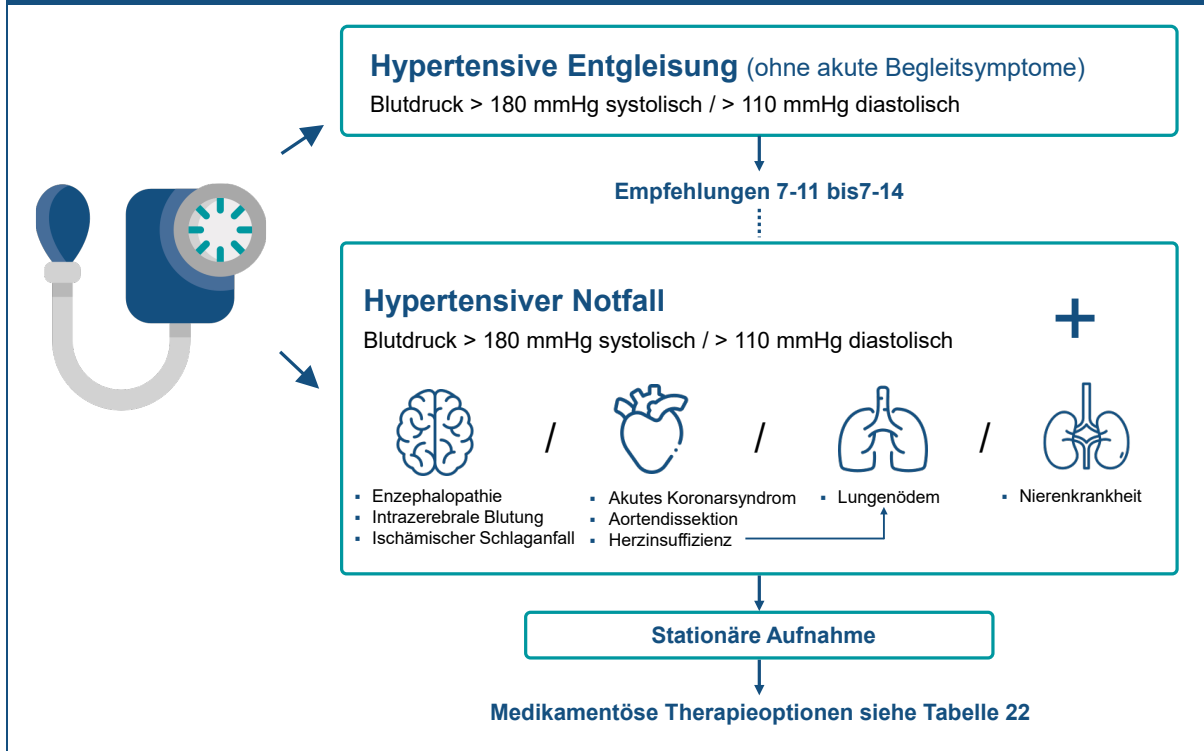 Hypertensive Entgleisung (ohne akute Begleitsymptome)
Blutdruck > 180 mmHg systolisch / > 110 mmHg diastolisch
Empfehlungen 7-11 bis7-14
Hypertensiver Notfall
+
Blutdruck > 180 mmHg systolisch / > 110 mmHg diastolisch
/ / /
▪ Enzephalopathie
▪ Intrazerebrale Blutung
▪ Ischämischer Schlaganfall
▪ Akutes Koronarsyndrom
▪ Aortendissektion
▪ Herzinsuffizienz
▪ Lungenödem
▪ Nierenkrankheit
Stationäre Aufnahme
Medikamentöse Therapieoptionen siehe Tabelle 22